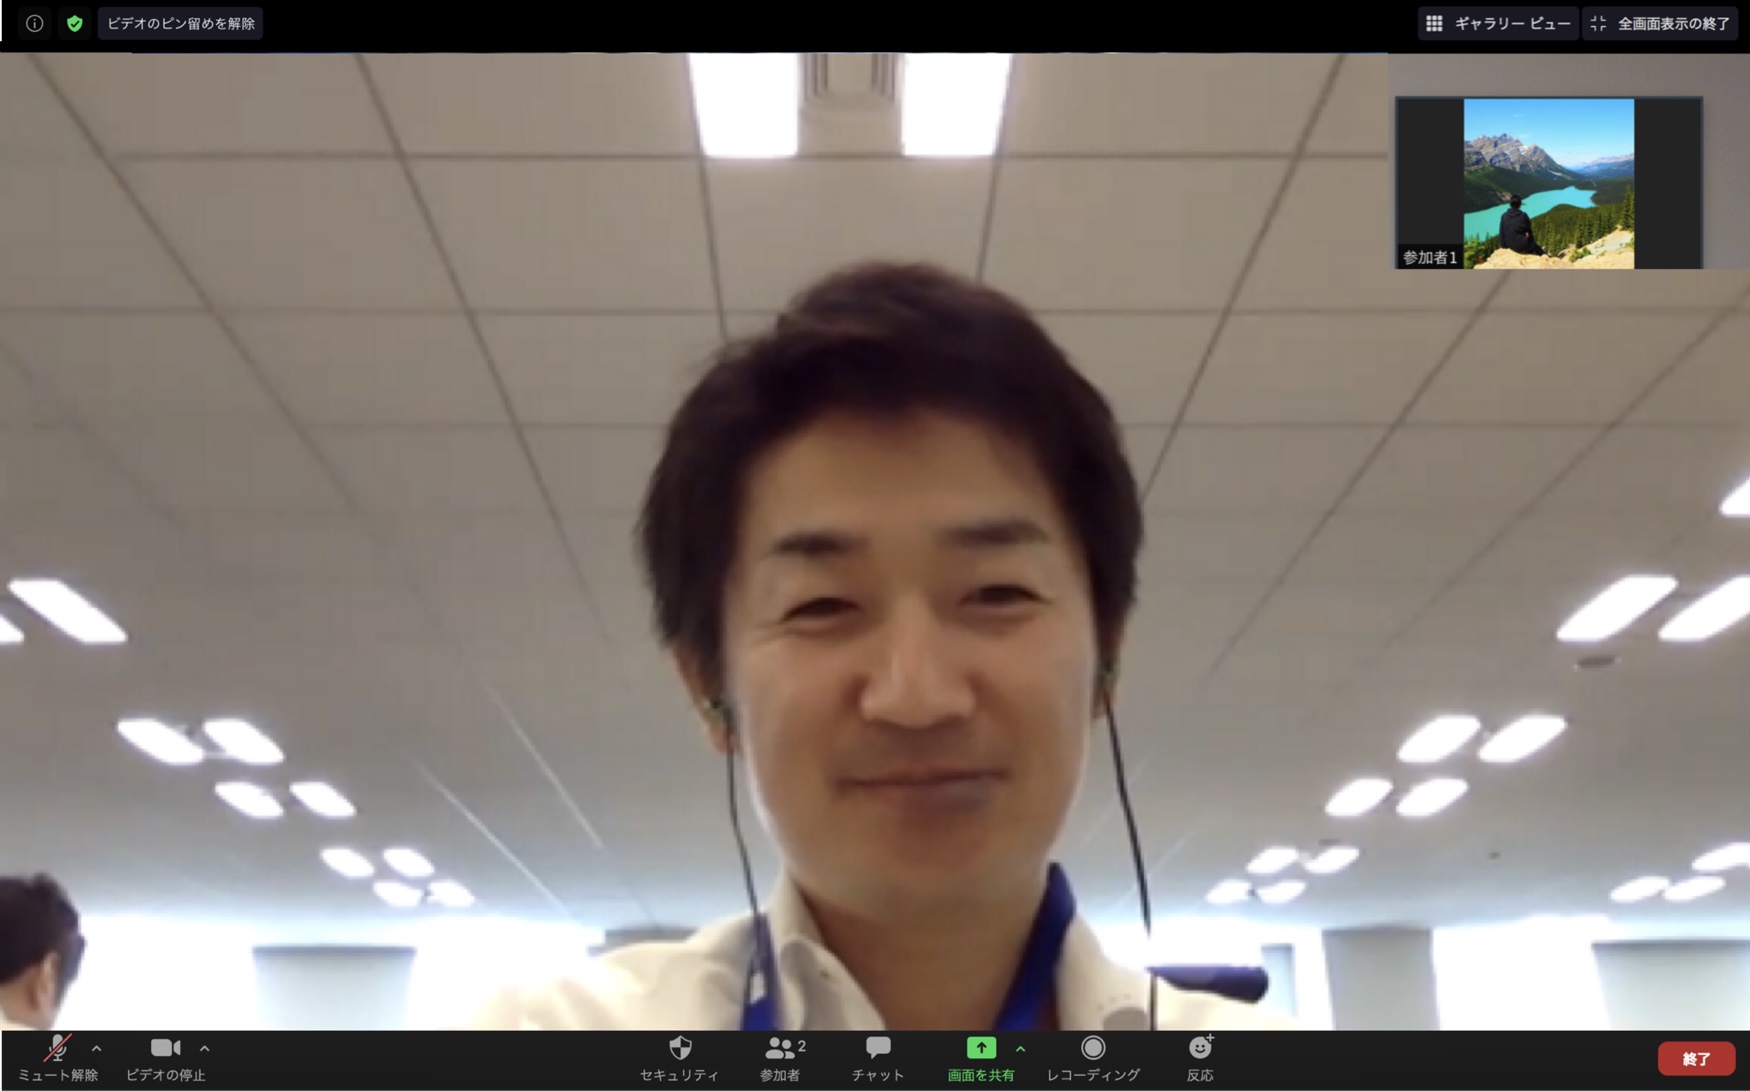 ビデオのピン留めを解除
ギャラリー ビュー
全画面表示の終了
参加者1
ミュート解除
ビデオの停止
セキュリティ
参加者
2
チャット
画面を共有
レコーディング
反応
終了